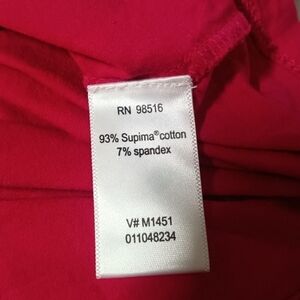 RN 98516
93% Supima® cotton
7% spandex
V# M1451
011048234